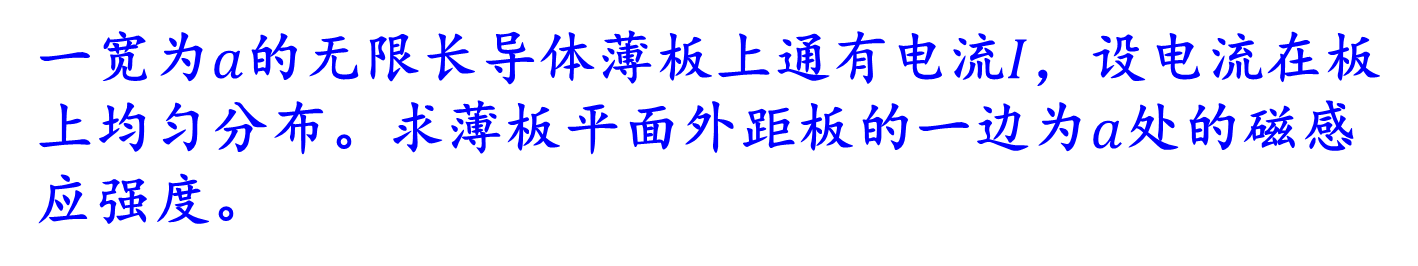 一宽为a的无限长导体薄板上通有电流I，设电流在板
上均匀分布。求薄板平面外距板的一边为a处的磁感
应强度。